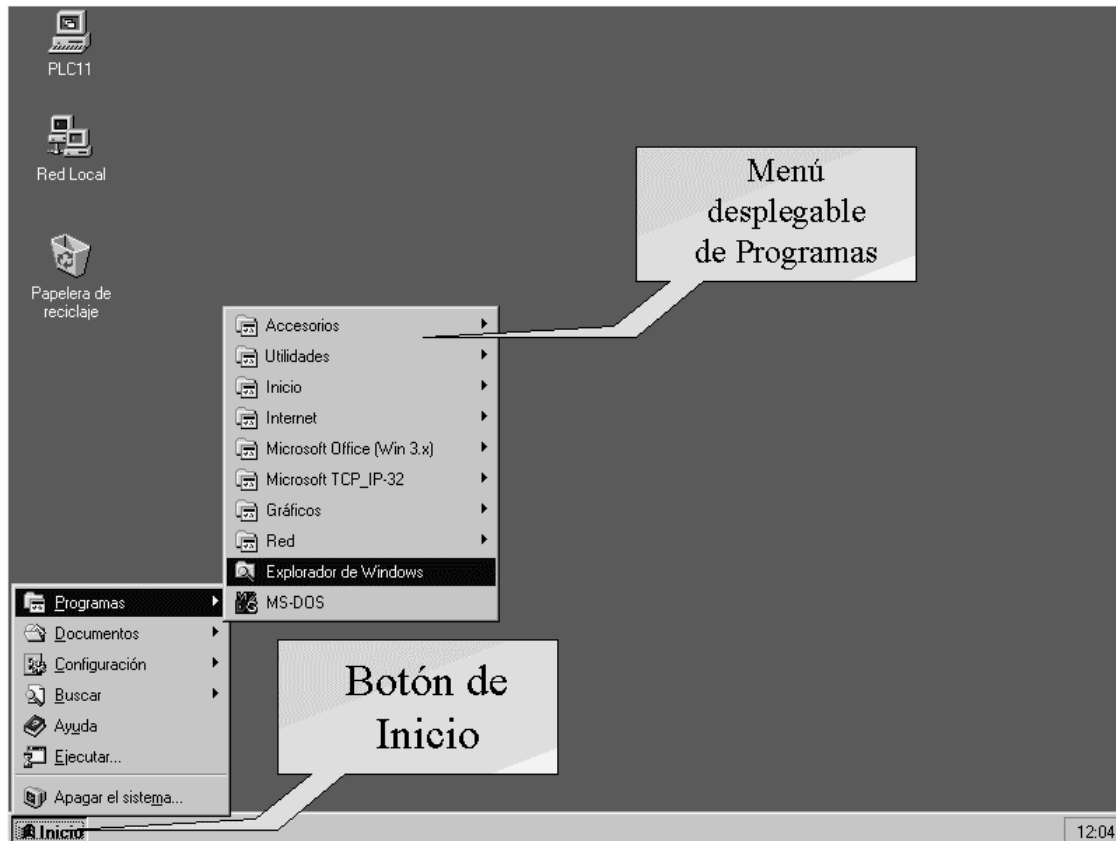 PLC11
Red Local
Papelera de
reciclaje
Menú
desplegable
de Programas
Accesorios
Utilidades
Inicio
Internet
Microsoft Office (Win 3.x)
Microsoft TCP_IP-32
Gráficos
Red
Explorador de Windows
MS-DOS
Programas
Documentos
Configuración
Buscar
Ayuda
Ejecutar...
Apagar el sistema...
Botón de
Inicio
Inicio
12:04